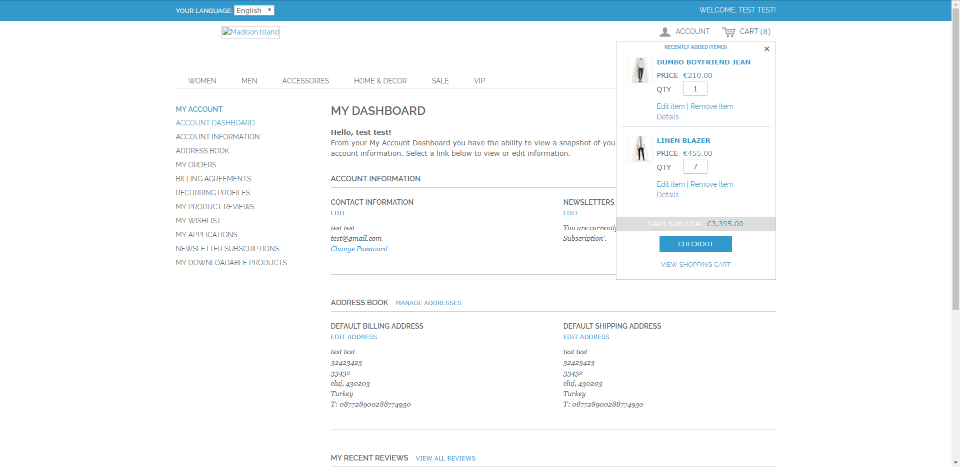 YOUR LANGUAGE: English
WELCOME, TEST TEST!
Madison Island
ACCOUNT
CART (8)
RECENTLY ADDED ITEM(S)
DUMBO BOYFRIEND JEAN
PRICE €210.00
QTY 1
Edit item | Remove Item
Details
LINEN BLAZER
PRICE €455.00
QTY 7
Edit item | Remove Item
Details
CART SUBTOTAL: €3,395.00
CHECKOUT
VIEW SHOPPING CART
WOMEN MEN ACCESSORIES HOME & DECOR SALE VIP
MY ACCOUNT
ACCOUNT DASHBOARD
ACCOUNT INFORMATION
ADDRESS BOOK
MY ORDERS
BILLING AGREEMENTS
RECURRING PROFILES
MY PRODUCT REVIEWS
MY WISHLIST
MY APPLICATIONS
NEWSLETTER SUBSCRIPTIONS
MY DOWNLOADABLE PRODUCTS
MY DASHBOARD
Hello, test test!
From your My Account Dashboard you have the ability to view a snapshot of you
account information. Select a link below to view or edit information.
ACCOUNT INFORMATION
CONTACT INFORMATION
EDIT
test test
test@gmail.com
Change Password
NEWSLETTERS
EDIT
You are currently
Subscription'.
ADDRESS BOOK MANAGE ADDRESSES
DEFAULT BILLING ADDRESS
EDIT ADDRESS
test test
32423423
33432
cluj, 430203
Turkey
T: 087728900288774930
DEFAULT SHIPPING ADDRESS
EDIT ADDRESS
test test
32423423
33432
cluj, 430203
Turkey
T: 087728900288774930
MY RECENT REVIEWS VIEW ALL REVIEWS